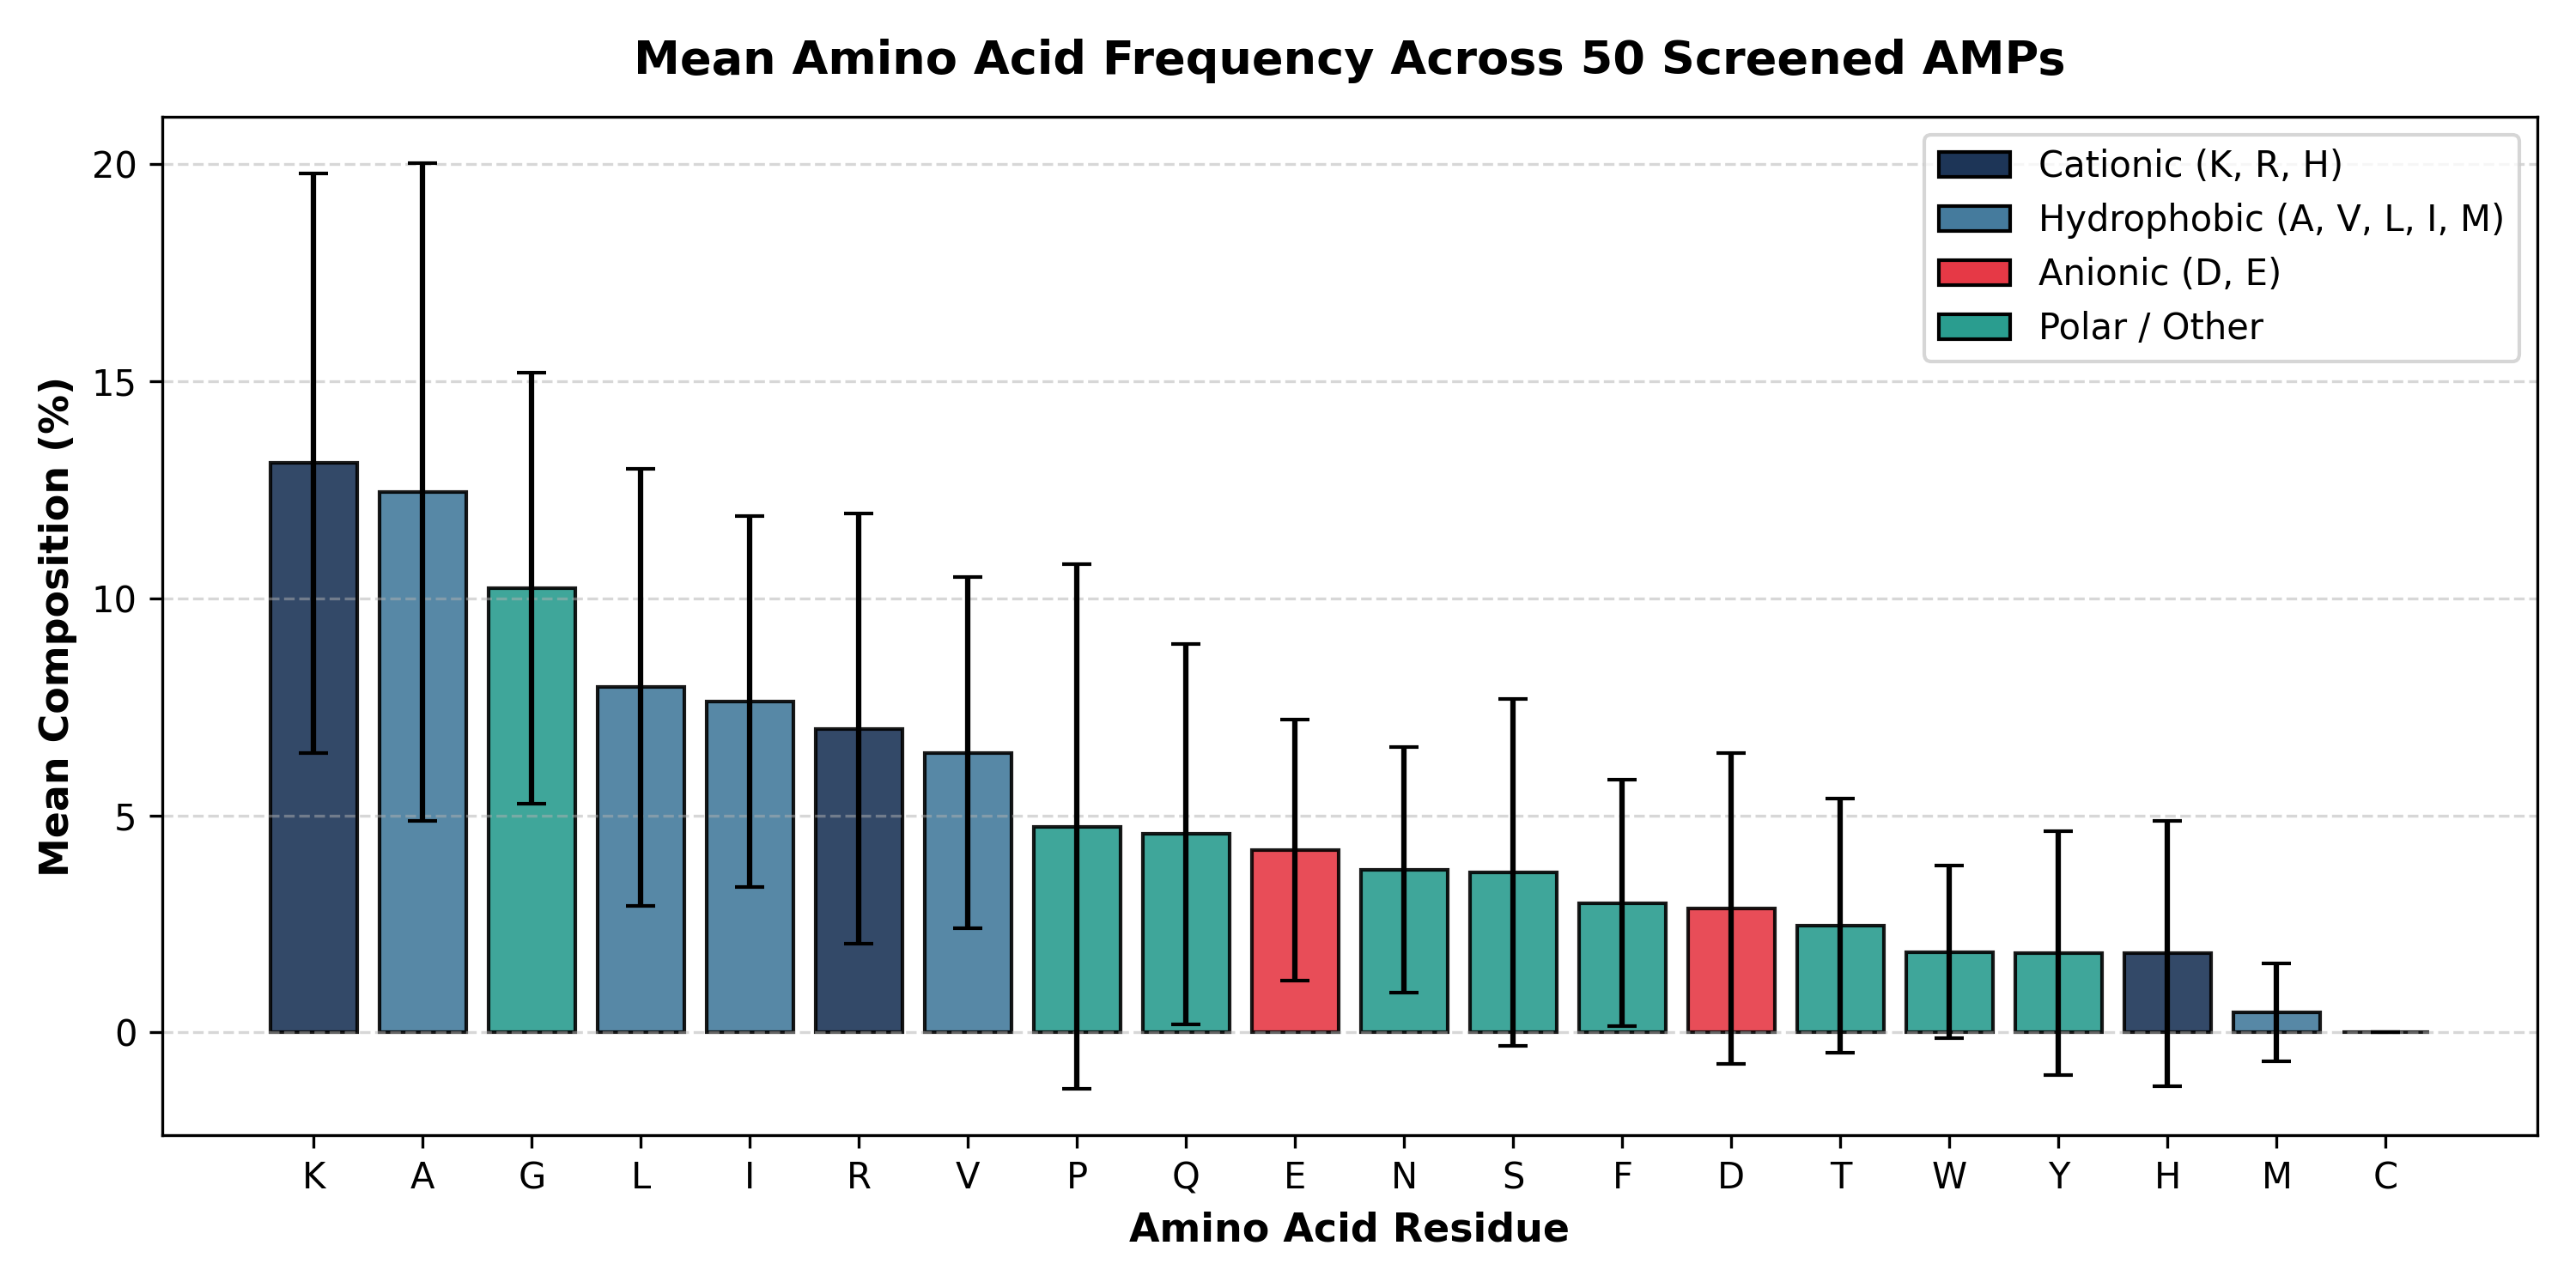 Mean Amino Acid Frequency Across 50 Screened AMPs
Cationic (K, R, H)
Hydrophobic (A, V, L, I, M)
Anionic (D, E)
Polar / Other
Mean Composition (%)
20
15
10
5
0
K A G L I R V P Q E N S F D T W Y H M C
Amino Acid Residue